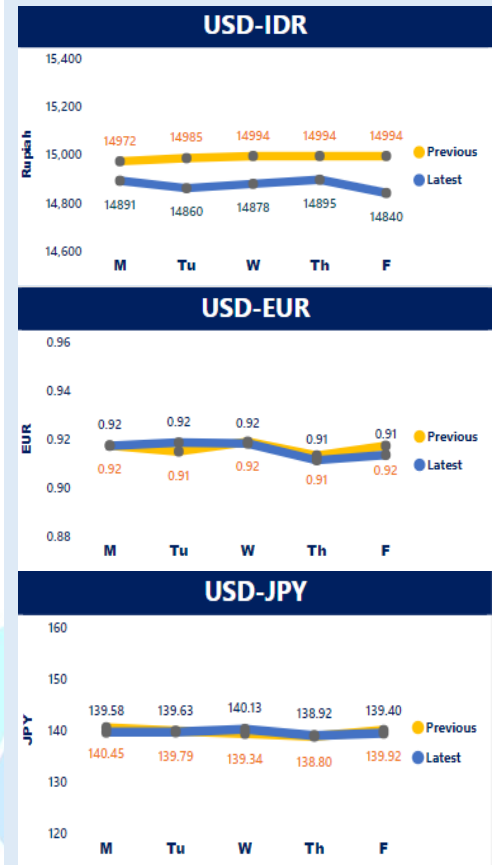 USD-IDR
15,400
15,200
15,000
14,800
14,600
Rupiah
14972 14985 14994 14994 14994
14891 14860 14878 14895 14840
Previous
Latest
M Tu W Th F
USD-EUR
0.96
0.94
0.92
0.90
0.88
EUR
0.92 0.92 0.92 0.91 0.91
0.92 0.91 0.92 0.91 0.92
Previous
Latest
M Tu W Th F
USD-JPY
160
150
140
130
120
JPY
139.58 139.63 140.13 138.92 139.40
140.45 139.79 139.34 138.80 139.92
Previous
Latest
M Tu W Th F